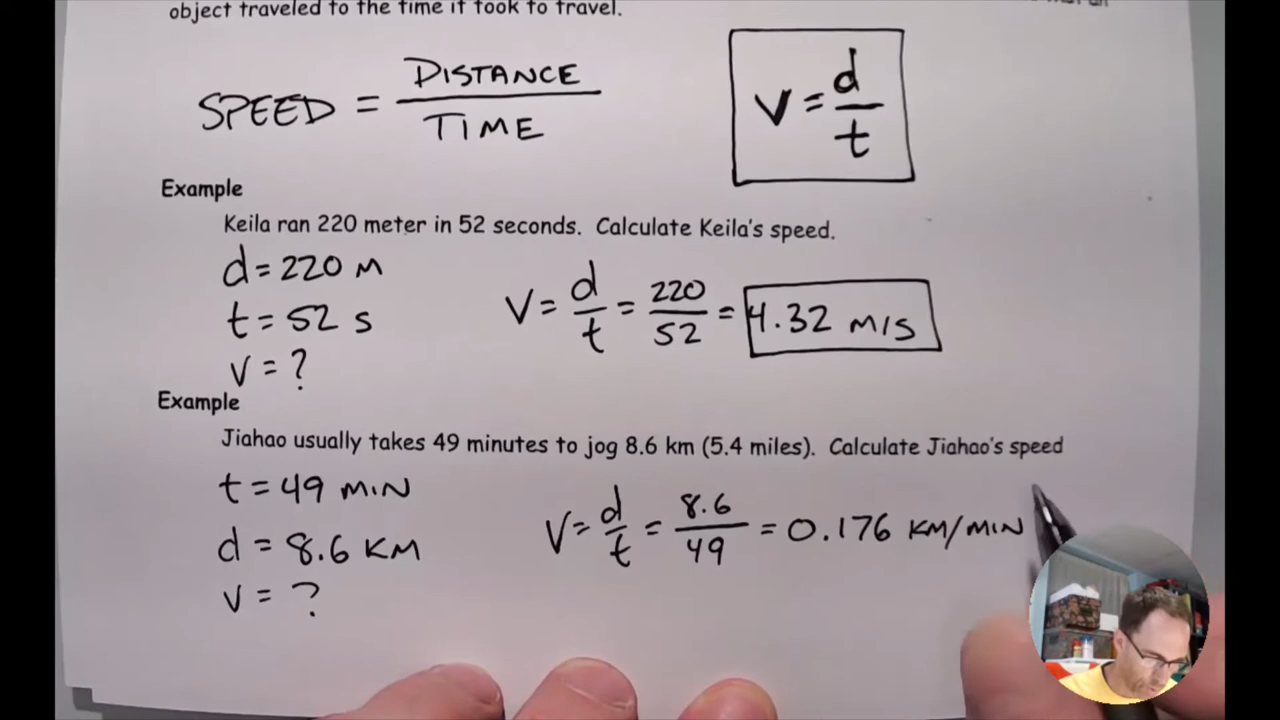 object traveled to the time it took to travel.
SPEED = DISTANCE / TIME
V = d / t
Example
Keila ran 220 meter in 52 seconds. Calculate Keila's speed.
d = 220 M
t = 52 s
V = ?
V = d / t = 220 / 52 = 4.32 m/s
Example
Jiahao usually takes 49 minutes to jog 8.6 km (5.4 miles). Calculate Jiahao's speed
t = 49 MIN
d = 8.6 KM
V = ?
V = d / t = 8.6 / 49 = 0.176 KM/MIN